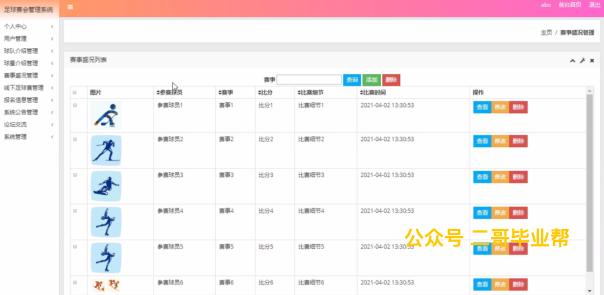 足球赛会管理系统
abo 前台首页 退出
个人中心
用户管理
球队介绍管理
球星介绍管理
赛事盛况管理
线下足球赛管理
报名信息管理
系统公告管理
论坛交流
系统管理
主页 / 赛事盛况管理
赛事盛况列表
赛事 查询 添加 删除
图片 参赛球员 赛事 比分 比赛细节 比赛时间 操作
参赛球员1 赛事1 比分1 比赛细节1 2021-04-02 13:30:53 查看 修改 删除
参赛球员2 赛事2 比分2 比赛细节2 2021-04-02 13:30:53 查看 修改 删除
参赛球员3 赛事3 比分3 比赛细节3 2021-04-02 13:30:53 查看 修改 删除
参赛球员4 赛事4 比分4 比赛细节4 2021-04-02 13:30:53 查看 修改 删除
公众号 二哥毕业帮
参赛球员5 赛事5 比分5 比赛细节5 2021-04-02 13:30:53 查看 修改 删除
参赛球员6 赛事6 比分6 比赛细节6 2021-04-02 13:30:53 查看 修改 删除